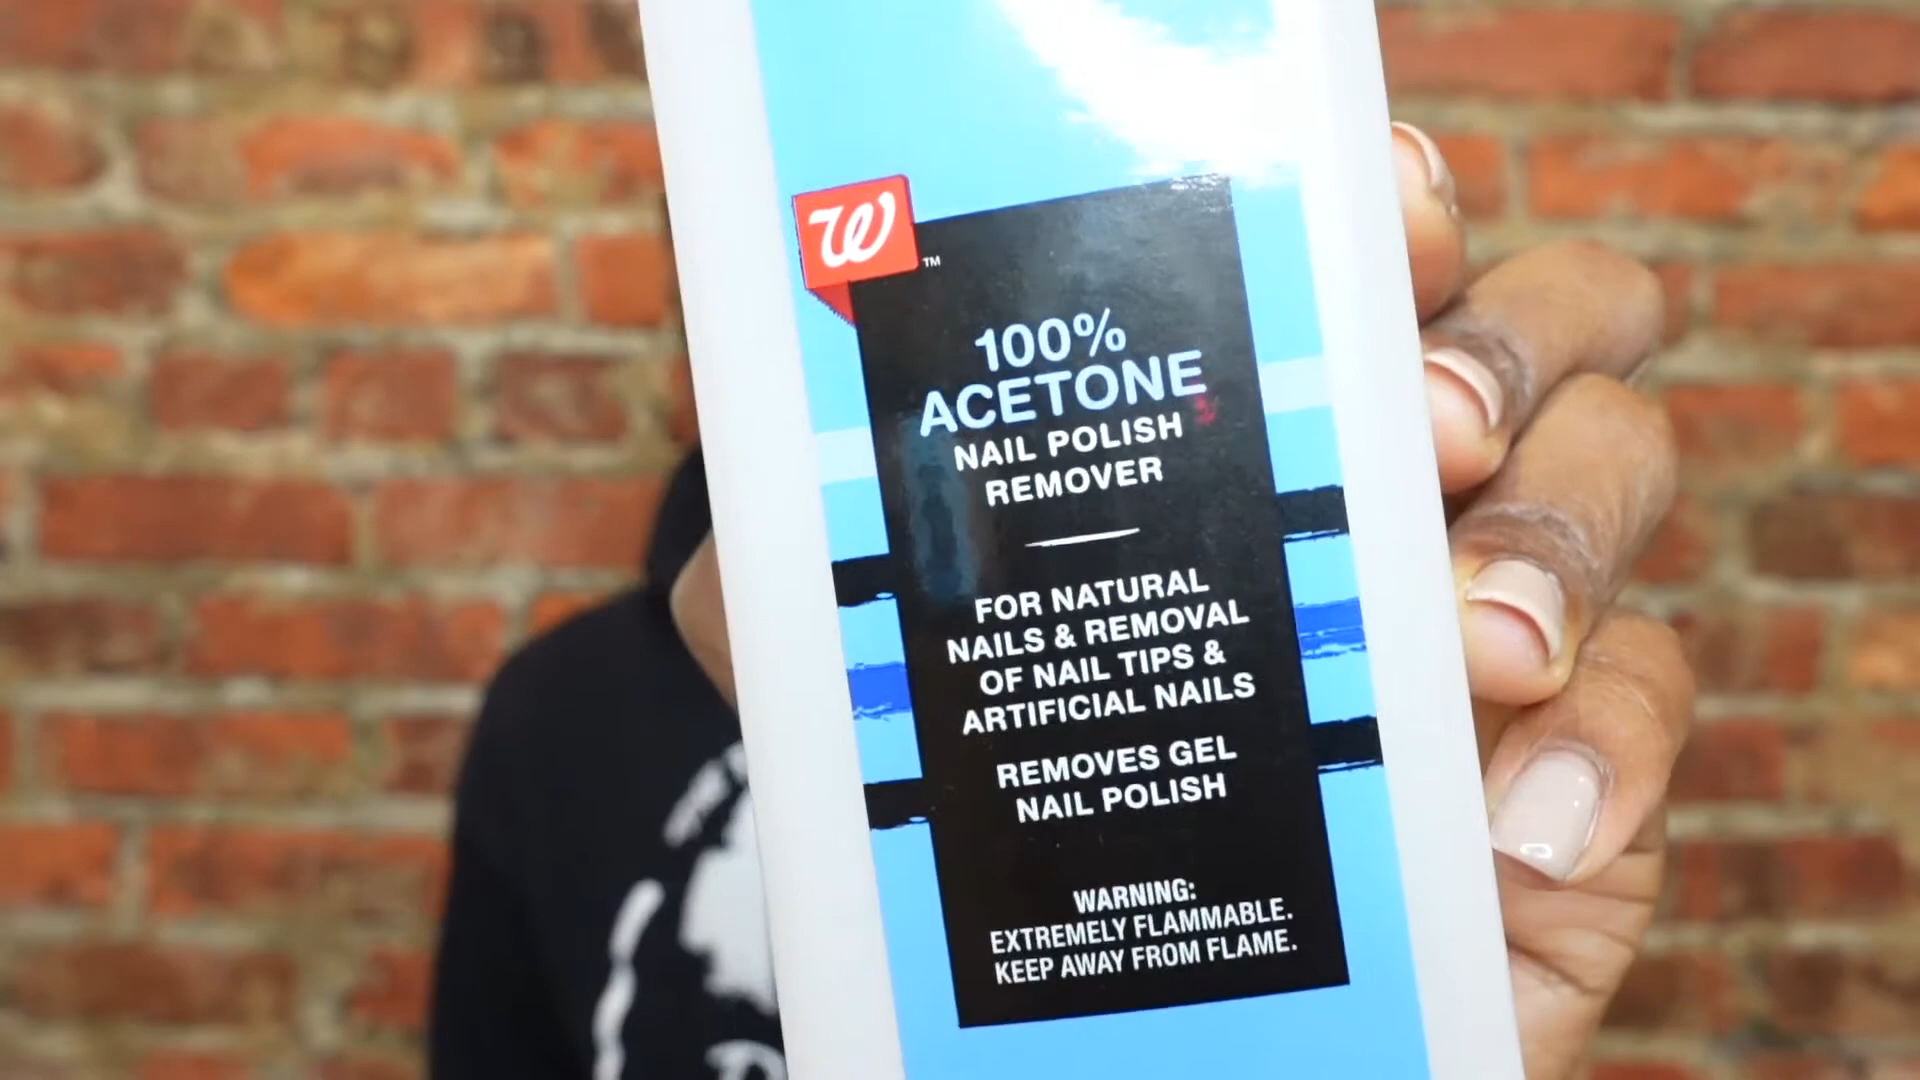 W
™
100%
ACETONE
NAIL POLISH
REMOVER
FOR NATURAL
NAILS & REMOVAL
OF NAIL TIPS &
ARTIFICIAL NAILS
REMOVES GEL
NAIL POLISH
WARNING:
EXTREMELY FLAMMABLE.
KEEP AWAY FROM FLAME.